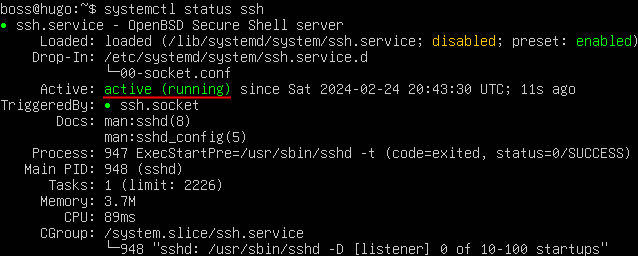 boss@hugo:~$ systemctl status ssh
● ssh.service - OpenBSD Secure Shell server
Loaded: loaded (/lib/systemd/system/ssh.service; disabled; preset: enabled)
Drop-In: /etc/systemd/system/ssh.service.d
└─00-socket.conf
Active: active (running) since Sat 2024-02-24 20:43:30 UTC; 11s ago
TriggeredBy: ● ssh.socket
Docs: man:sshd(8)
man:sshd_config(5)
Process: 947 ExecStartPre=/usr/sbin/sshd -t (code=exited, status=0/SUCCESS)
Main PID: 948 (sshd)
Tasks: 1 (limit: 2226)
Memory: 3.7M
CPU: 89ms
CGroup: /system.slice/ssh.service
└─948 "sshd: /usr/sbin/sshd -D [listener] 0 of 10-100 startups"